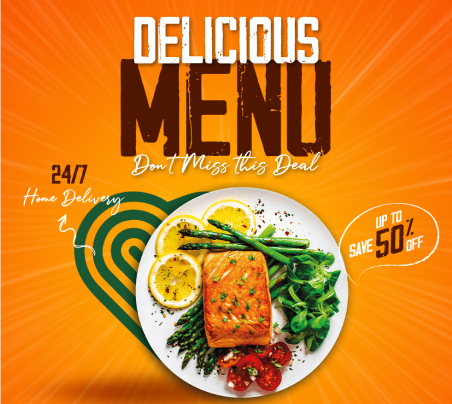 DELICIOUS
MENU
Don't Miss this Deal
24/7
Home Delivery
UP TO
SAVE 50% OFF